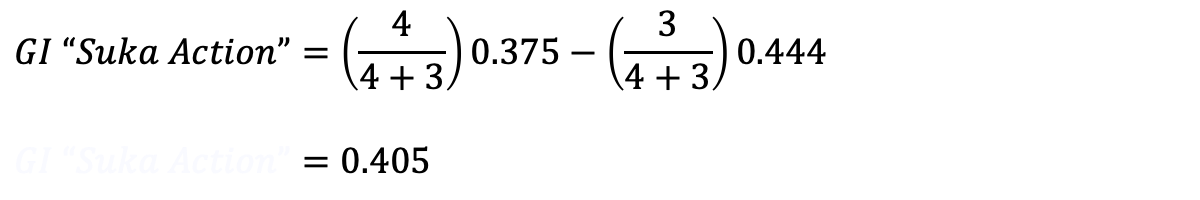 GI “Suka Action” = (4/(4 + 3)) 0.375 − (3/(4 + 3)) 0.444
GI “Suka Action” = 0.405